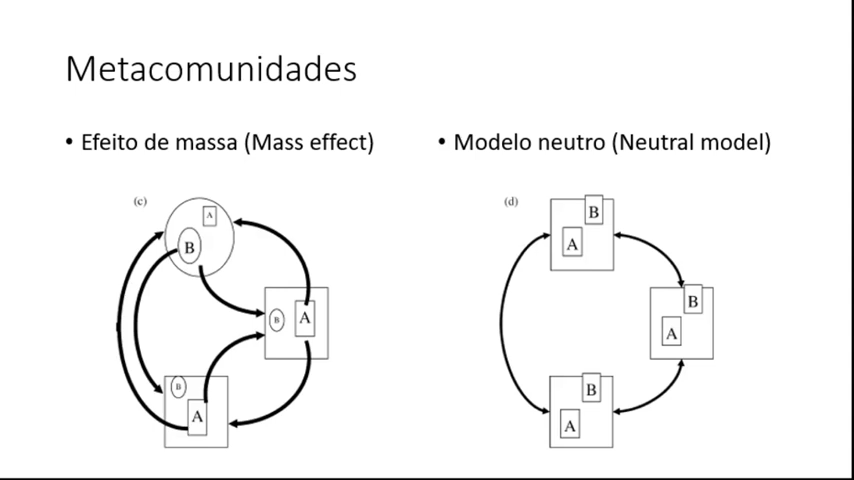 Metacomunidades
• Efeito de massa (Mass effect)
• Modelo neutro (Neutral model)
(c)
A
B
B
A
B
A
(d)
B
A
B
A
B
A